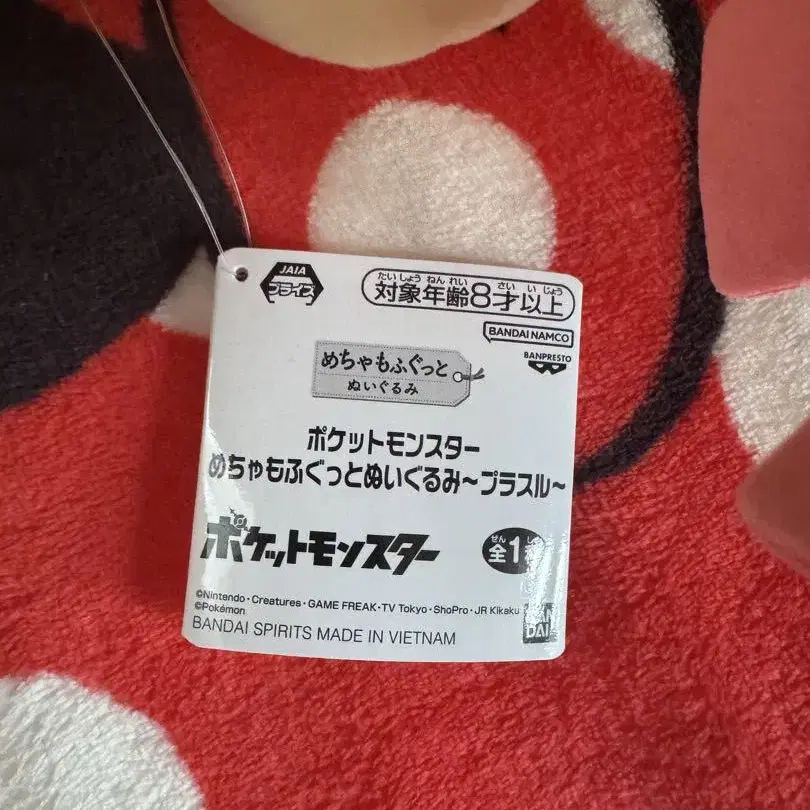 JAIA
プライズ
たいしょうねんれい さいいじょう
対象年齢8才以上
BANDAI NAMCO
BANPRESTO
めちゃもふぐっと
ぬいぐるみ
ポケットモンスター
めちゃもふぐっとぬいぐるみ〜プラスル〜
ポケットモンスター
ぜん
全1
©Nintendo・Creatures・GAME FREAK・TV Tokyo・ShoPro・JR Kikaku
©Pokémon
BANDAI SPIRITS MADE IN VIETNAM
BAN
DAI